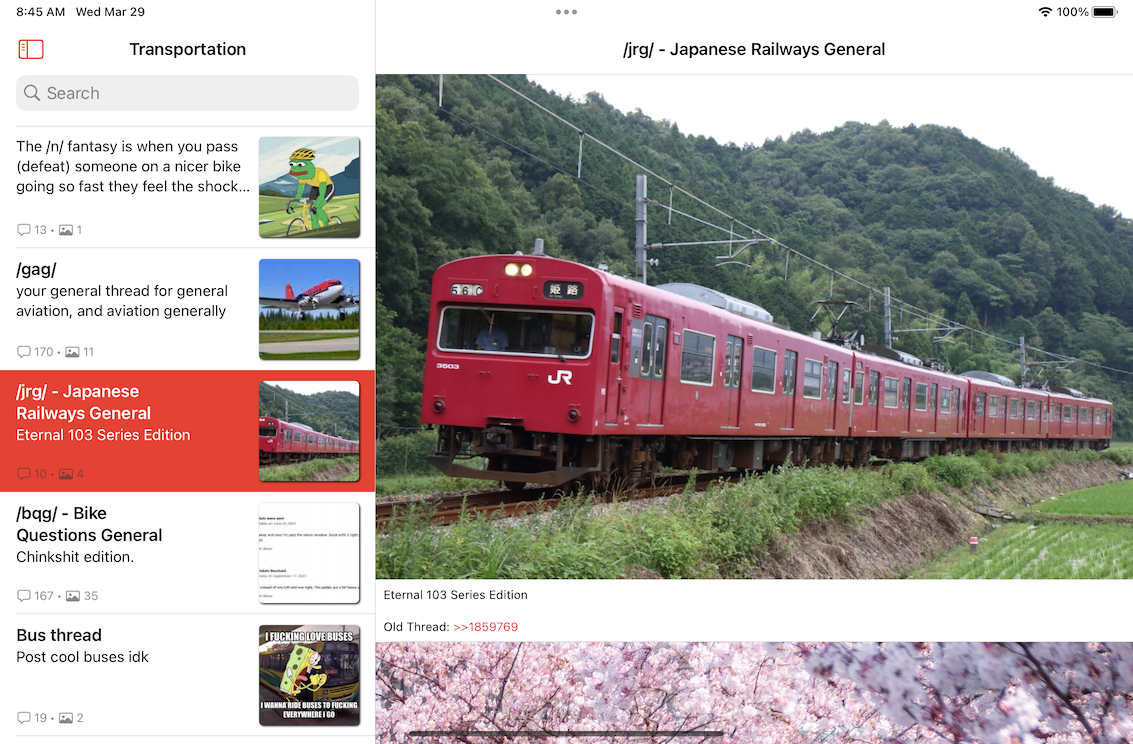 8:45 AM Wed Mar 29
100%
Transportation
Search
The /n/ fantasy is when you pass
(defeat) someone on a nicer bike
going so fast they feel the shock...
13 • 1
/gag/
your general thread for general
aviation, and aviation generally
170 • 11
/jrg/ - Japanese
Railways General
Eternal 103 Series Edition
10 • 4
/bqg/ - Bike
Questions General
Chinkshit edition.
167 • 35
Bus thread
Post cool buses idk
I FUCKING LOVE BUSES
I WANNA RIDE BUSES TO FUCKING
EVERYWHERE I GO
19 • 2
/jrg/ - Japanese Railways General
姫路
3503
JR
Eternal 103 Series Edition
Old Thread: >>1859769